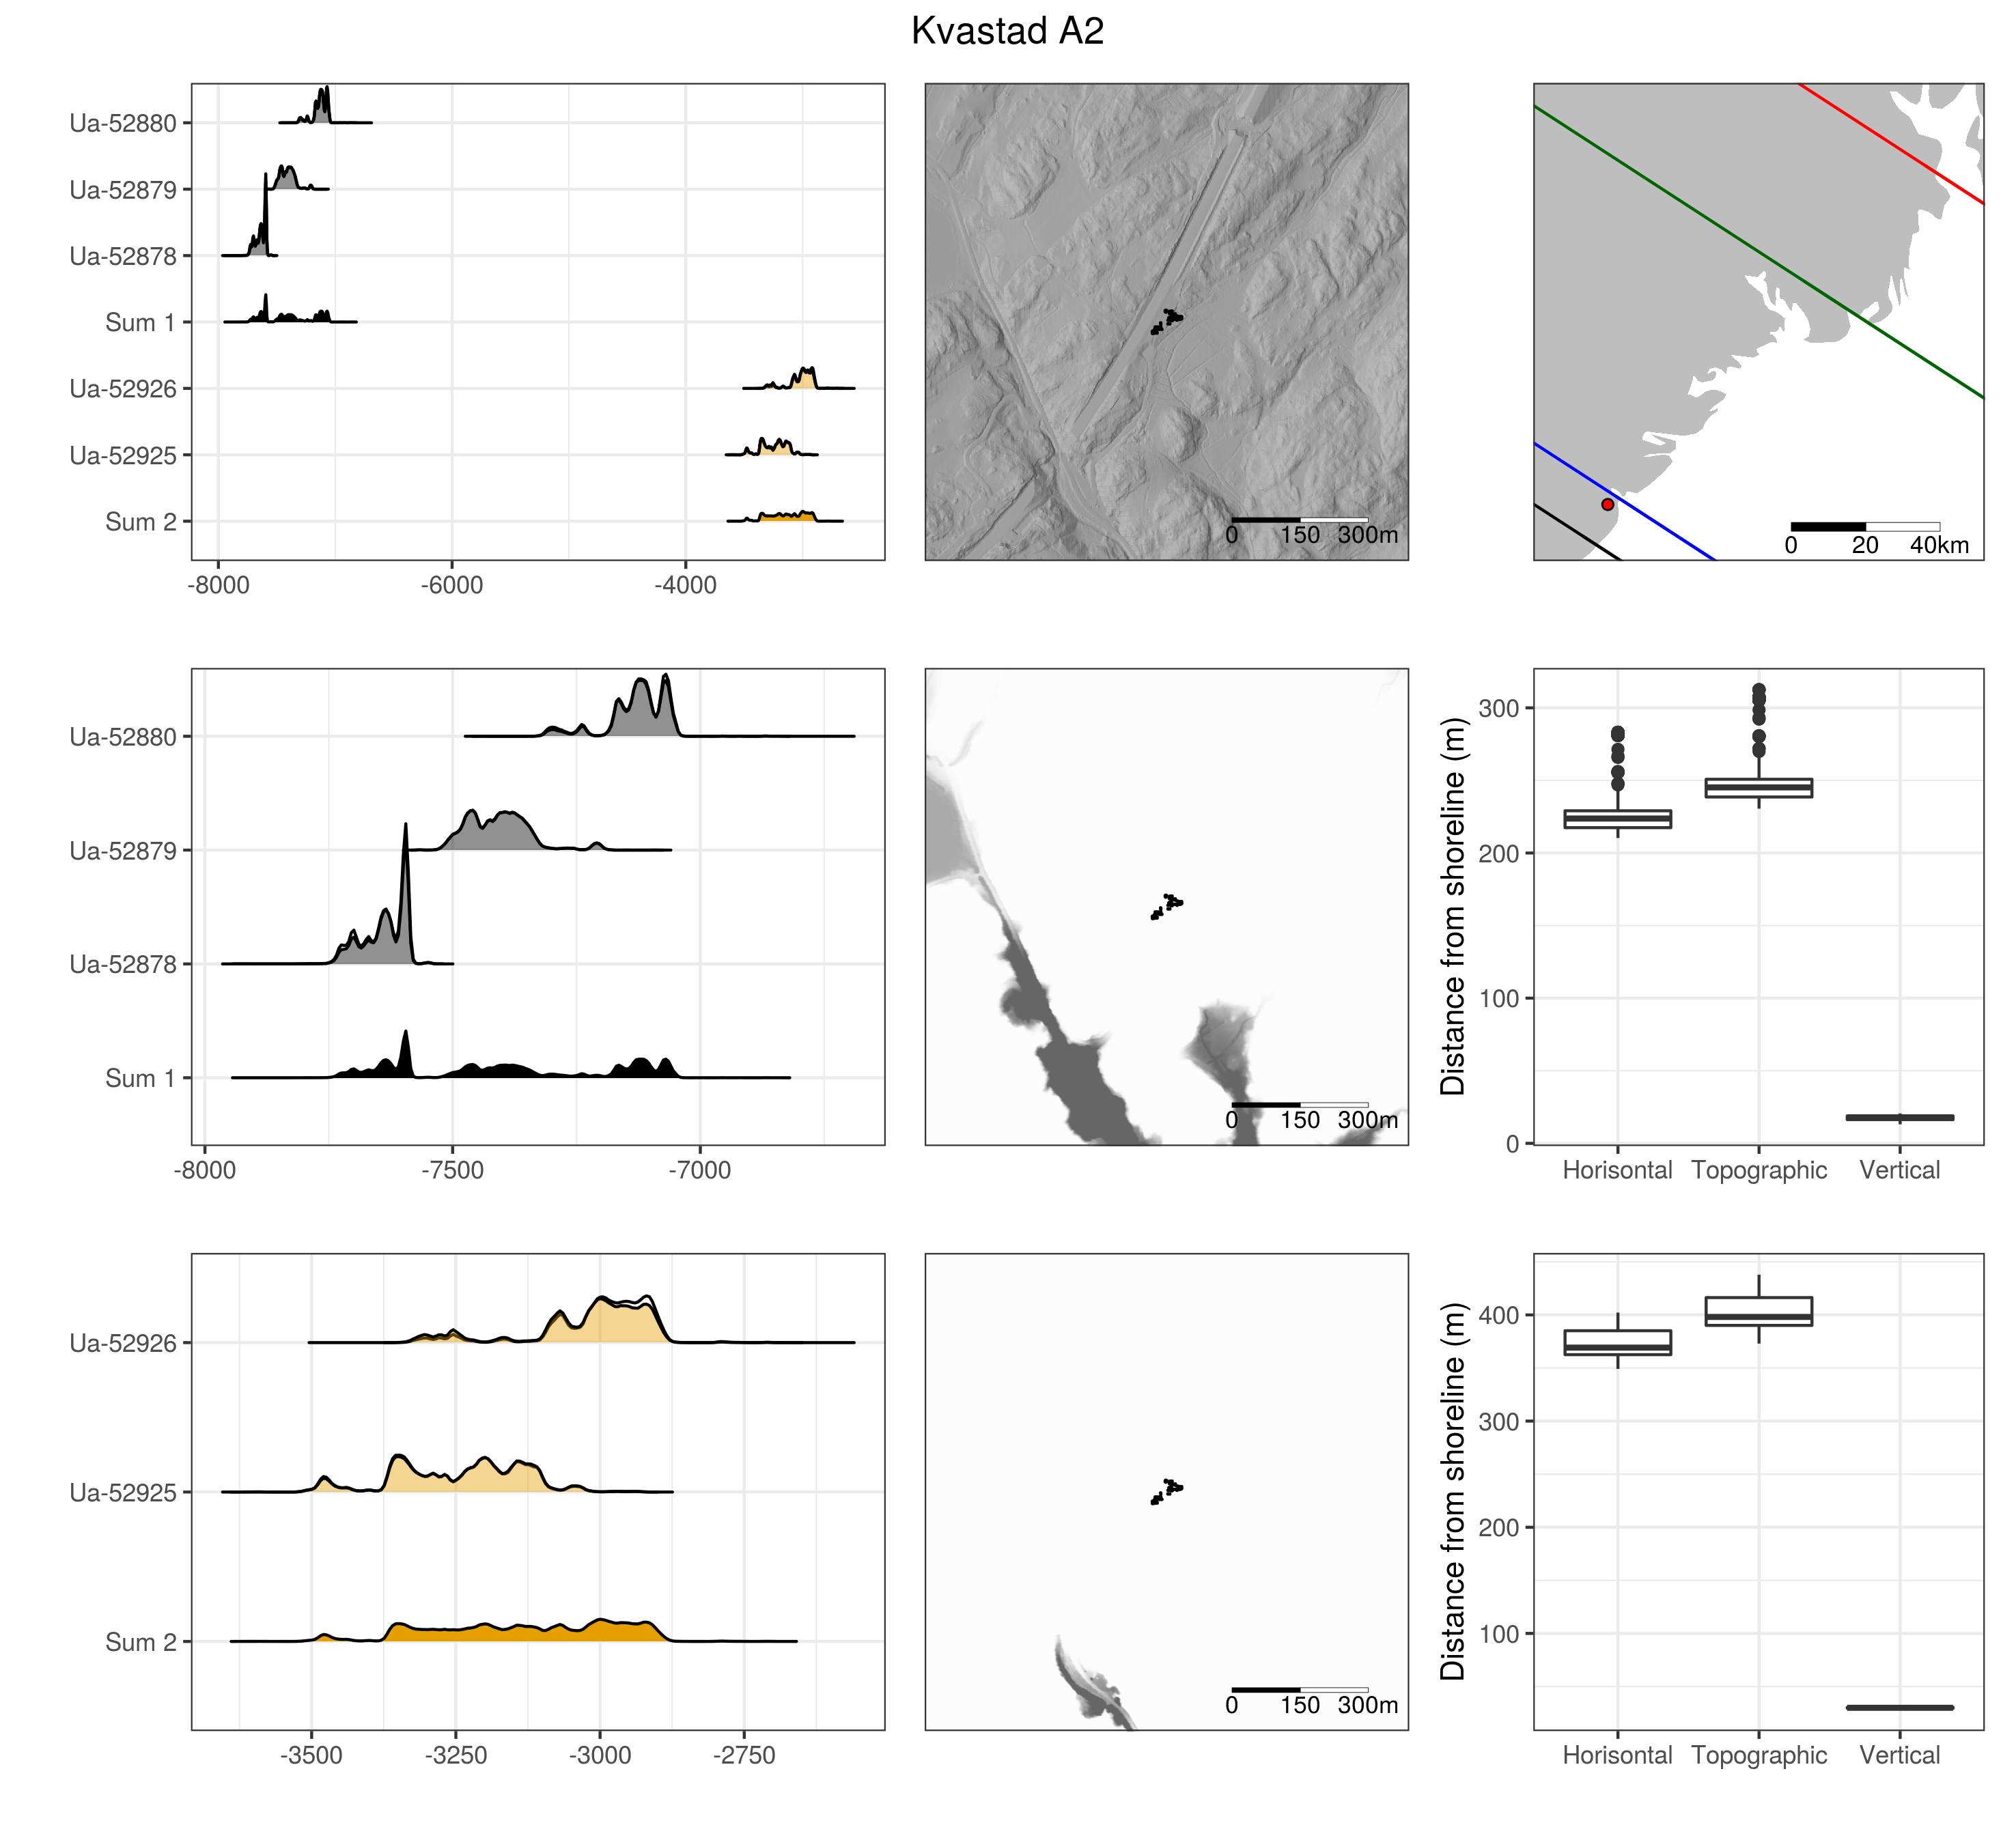 Kvastad A2
Ua-52880
Ua-52879
Ua-52878
Sum 1
Ua-52926
Ua-52925
Sum 2
-8000 -6000 -4000
0 150 300m
0 20 40km
Ua-52880
Ua-52879
Ua-52878
Sum 1
-8000 -7500 -7000
0 150 300m
Distance from shoreline (m)
300
200
100
0
Horisontal Topographic Vertical
Ua-52926
Ua-52925
Sum 2
-3500 -3250 -3000 -2750
0 150 300m
Distance from shoreline (m)
400
300
200
100
Horisontal Topographic Vertical